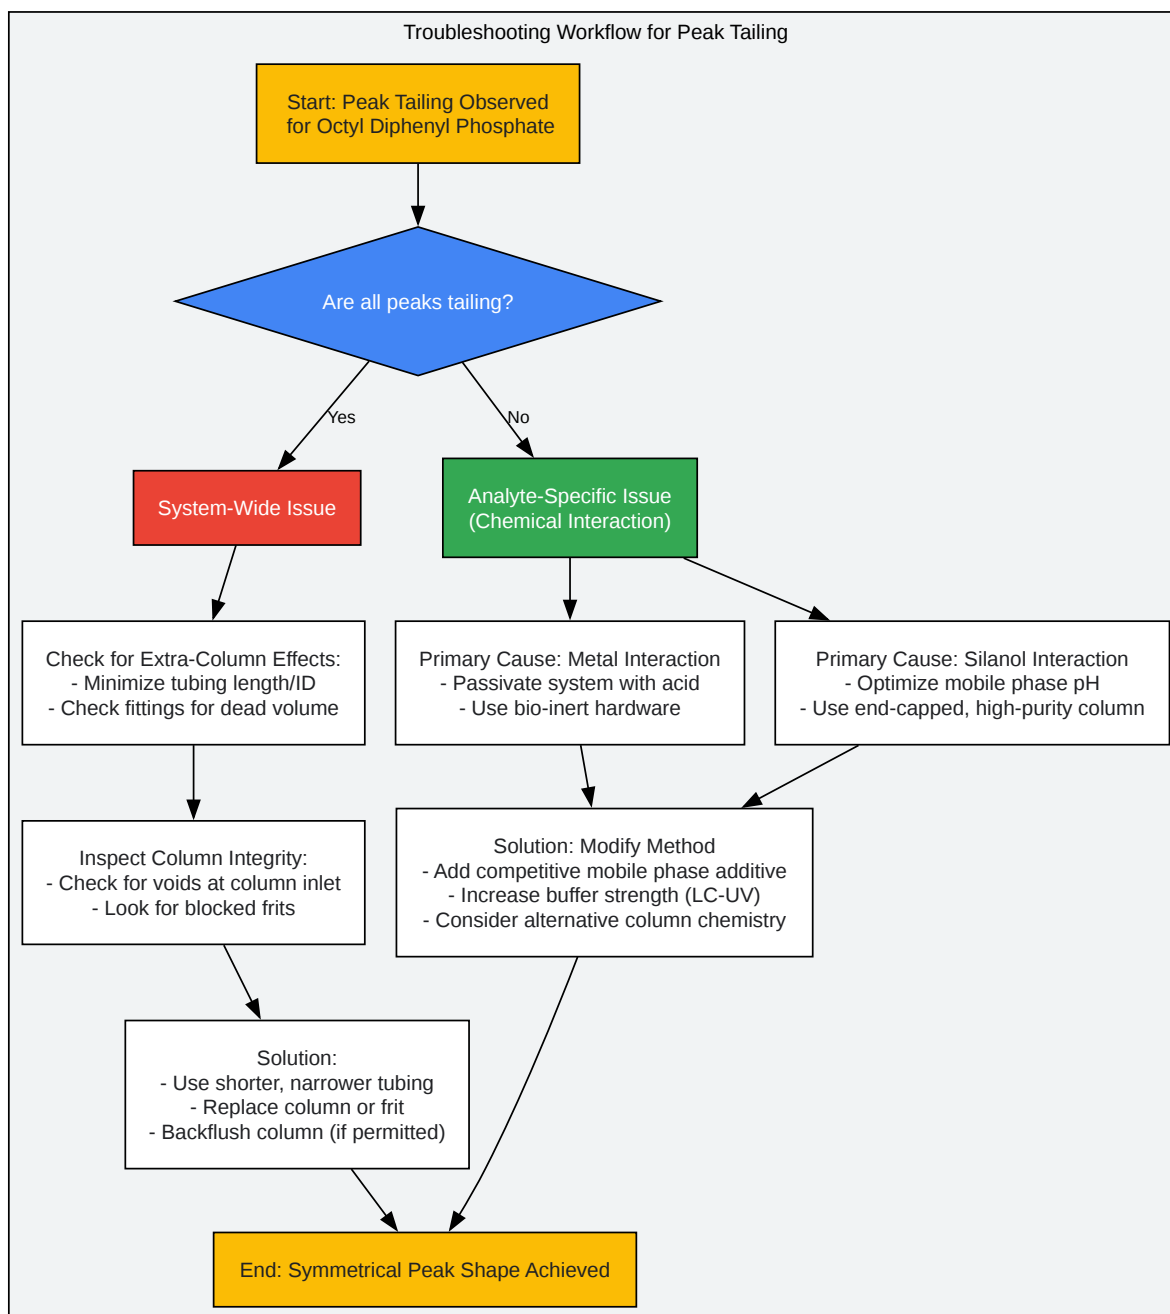 Troubleshooting Workflow for Peak Tailing
Start: Peak Tailing Observed
for Octyl Diphenyl Phosphate
Are all peaks tailing?
Yes
No
System-Wide Issue
Analyte-Specific Issue
(Chemical Interaction)
Check for Extra-Column Effects:
- Minimize tubing length/ID
- Check fittings for dead volume
Primary Cause: Metal Interaction
- Passivate system with acid
- Use bio-inert hardware
Primary Cause: Silanol Interaction
- Optimize mobile phase pH
- Use end-capped, high-purity column
Inspect Column Integrity:
- Check for voids at column inlet
- Look for blocked frits
Solution: Modify Method
- Add competitive mobile phase additive
- Increase buffer strength (LC-UV)
- Consider alternative column chemistry
Solution:
- Use shorter, narrower tubing
- Replace column or frit
- Backflush column (if permitted)
End: Symmetrical Peak Shape Achieved